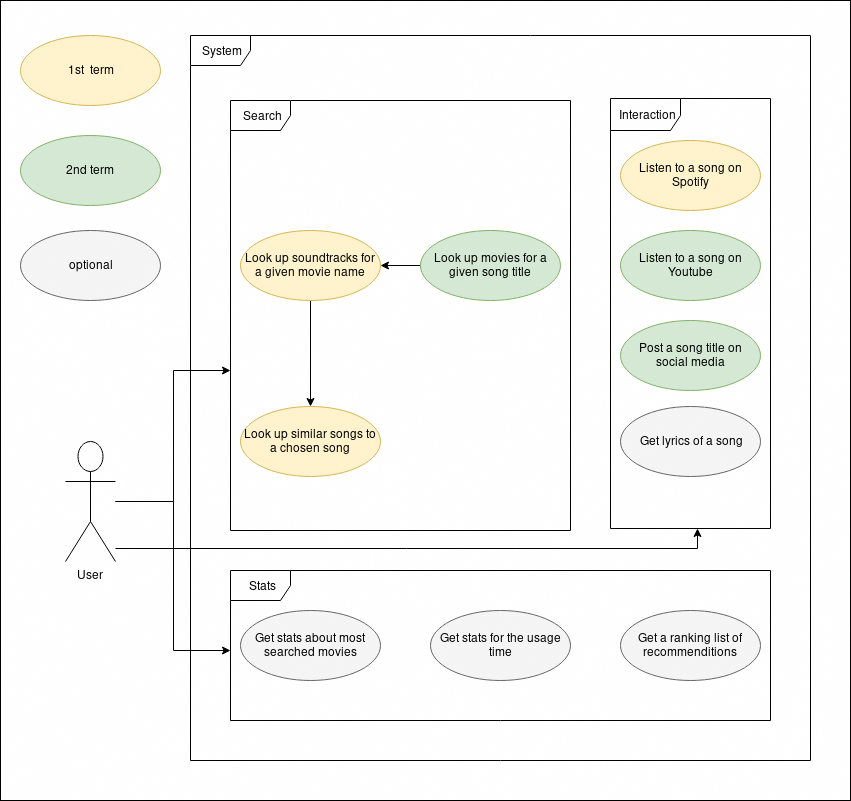 1st term
2nd term
optional
User
System
Search
Look up soundtracks for
a given movie name
Look up movies for a
given song title
Look up similar songs to
a chosen song
Interaction
Listen to a song on
Spotify
Listen to a song on
Youtube
Post a song title on
social media
Get lyrics of a song
Stats
Get stats about most
searched movies
Get stats for the usage
time
Get a ranking list of
recommenditions